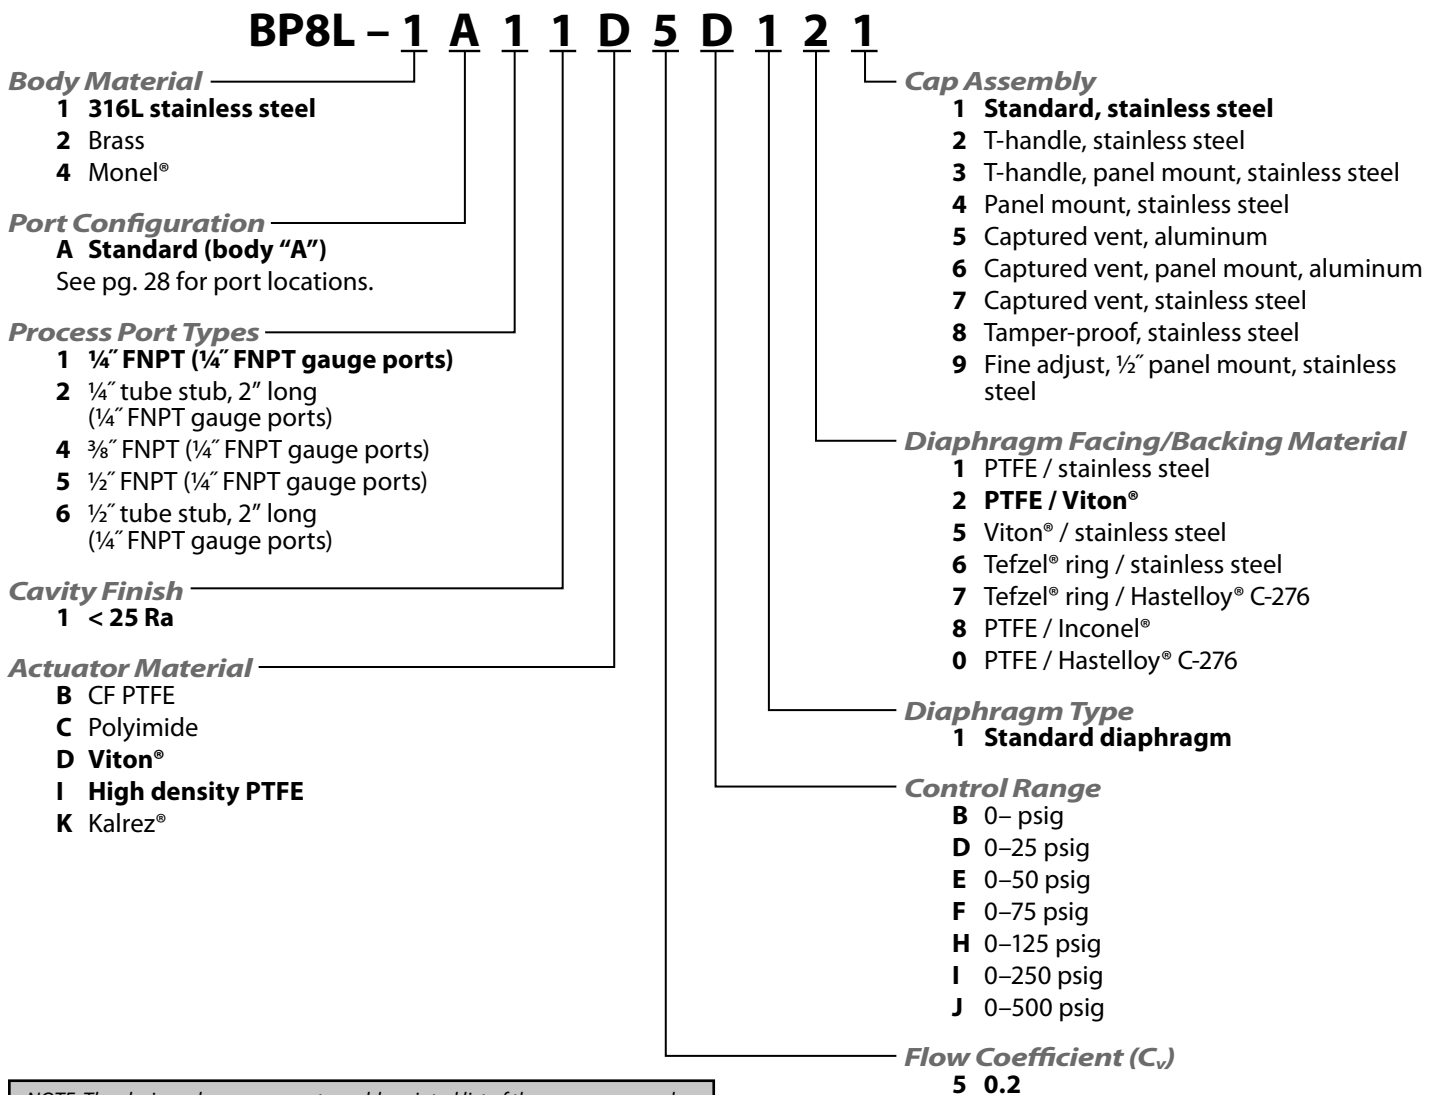 BP8L – 1 A 1 1 D 5 D 1 2 1
Body Material
1 316L stainless steel
2 Brass
4 Monel®
Port Configuration
A Standard (body “A”)
See pg. 28 for port locations.
Process Port Types
1 ¼˝ FNPT (¼˝ FNPT gauge ports)
2 ¼˝ tube stub, 2” long
(¼˝ FNPT gauge ports)
4 ⅜˝ FNPT (¼˝ FNPT gauge ports)
5 ½˝ FNPT (¼˝ FNPT gauge ports)
6 ½˝ tube stub, 2” long
(¼˝ FNPT gauge ports)
Cavity Finish
1 < 25 Ra
Actuator Material
B CF PTFE
C Polyimide
D Viton®
I High density PTFE
K Kalrez®
Cap Assembly
1 Standard, stainless steel
2 T-handle, stainless steel
3 T-handle, panel mount, stainless steel
4 Panel mount, stainless steel
5 Captured vent, aluminum
6 Captured vent, panel mount, aluminum
7 Captured vent, stainless steel
8 Tamper-proof, stainless steel
9 Fine adjust, ½˝ panel mount, stainless
steel
Diaphragm Facing/Backing Material
1 PTFE / stainless steel
2 PTFE / Viton®
5 Viton® / stainless steel
6 Tefzel® ring / stainless steel
7 Tefzel® ring / Hastelloy® C-276
8 PTFE / Inconel®
0 PTFE / Hastelloy® C-276
Diaphragm Type
1 Standard diaphragm
Control Range
B 0– psig
D 0–25 psig
E 0–50 psig
F 0–75 psig
H 0–125 psig
I 0–250 psig
J 0–500 psig
Flow Coefficient (Cv)
5 0.2